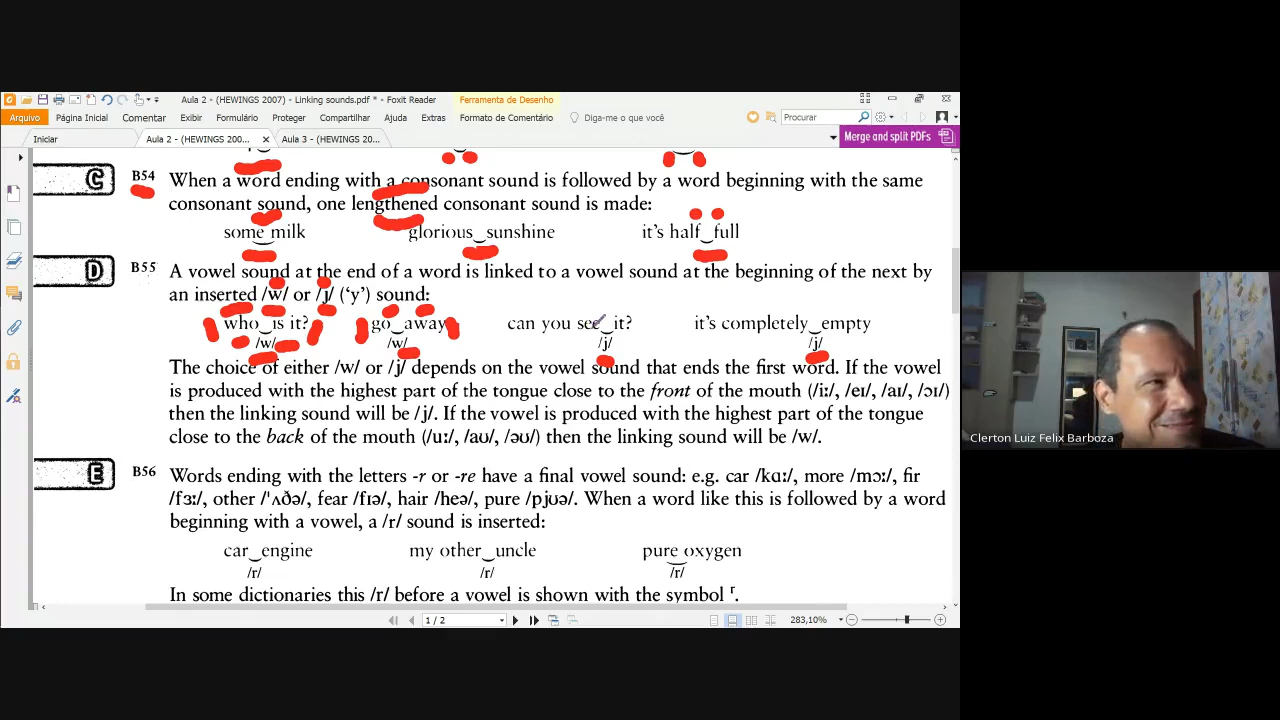 Aula 2 - (HEWINGS 2007) - Linking sounds.pdf * - Foxit Reader
Ferramenta de Desenho
Arquivo Página Inicial Comentar Exibir Formulário Proteger Compartilhar Ajuda Extras Formato de Comentário Diga-me o que você Procurar
Iniciar Aula 2 - (HEWINGS 200... Aula 3 - (HEWINGS 20... Merge and split PDFs
C B54 When a word ending with a consonant sound is followed by a word beginning with the same
consonant sound, one lengthened consonant sound is made:
some milk glorious sunshine it's half full
D B55 A vowel sound at the end of a word is linked to a vowel sound at the beginning of the next by
an inserted /w/ or /j/ ('y') sound:
who is it? go away can you see it? it's completely empty
/w/ /w/ /j/ /j/
The choice of either /w/ or /j/ depends on the vowel sound that ends the first word. If the vowel
is produced with the highest part of the tongue close to the front of the mouth (/iː/, /eɪ/, /aɪ/, /ɔɪ/)
then the linking sound will be /j/. If the vowel is produced with the highest part of the tongue
close to the back of the mouth (/uː/, /aʊ/, /əʊ/) then the linking sound will be /w/.
E B56 Words ending with the letters -r or -re have a final vowel sound: e.g. car /kɑː/, more /mɔː/, fir
/fɜː/, other /ˈʌðə/, fear /fɪə/, hair /heə/, pure /pjʊə/. When a word like this is followed by a word
beginning with a vowel, a /r/ sound is inserted:
car engine my other uncle pure oxygen
/r/ /r/ /r/
In some dictionaries this /r/ before a vowel is shown with the symbol ʳ.
1 / 2 283,10%
Clerton Luiz Felix Barboza